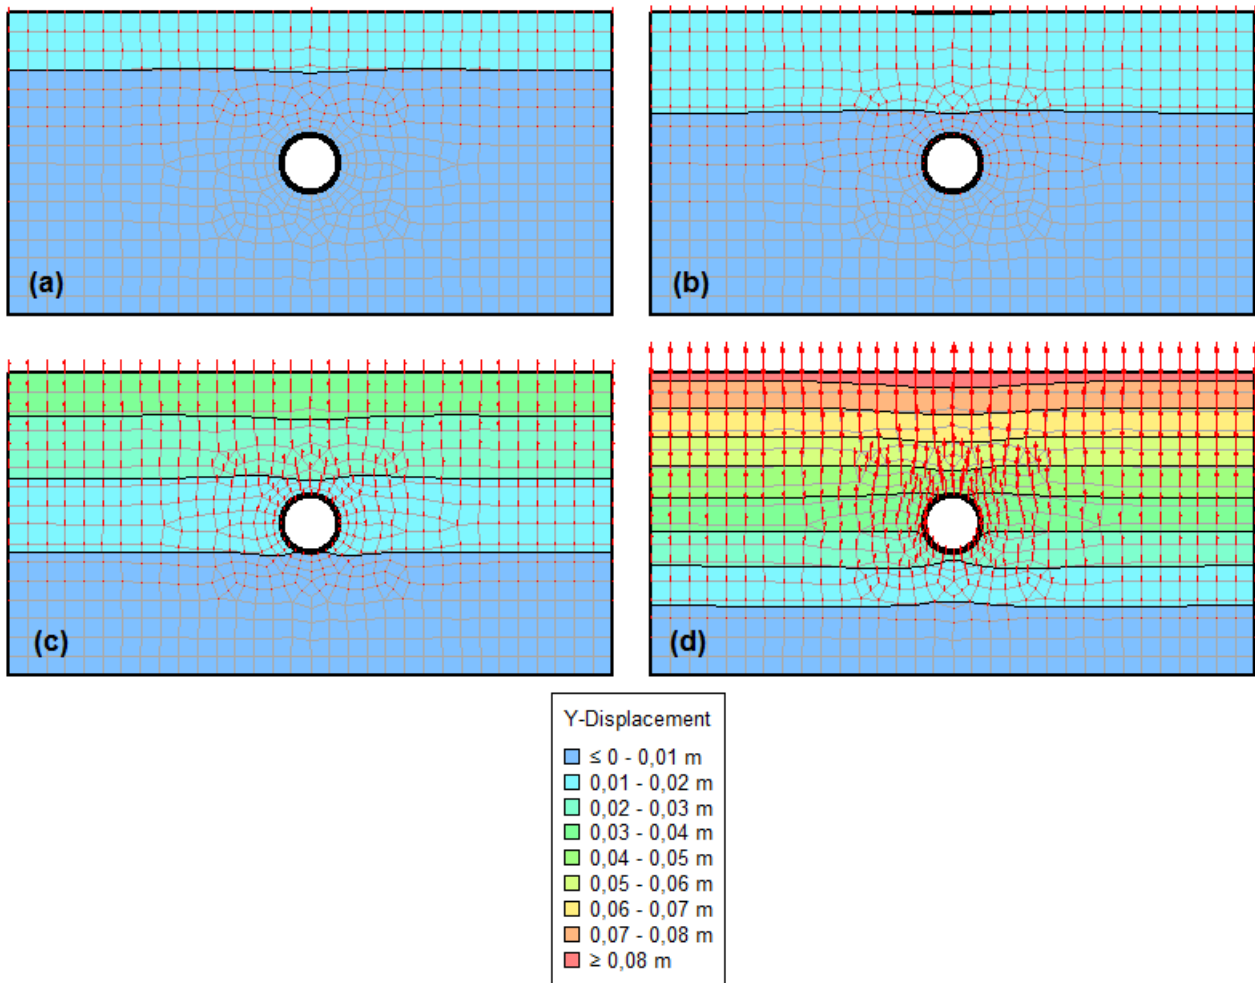 (a)
(b)
(c)
(d)
Y-Displacement
≤ 0 - 0,01 m
0,01 - 0,02 m
0,02 - 0,03 m
0,03 - 0,04 m
0,04 - 0,05 m
0,05 - 0,06 m
0,06 - 0,07 m
0,07 - 0,08 m
≥ 0,08 m